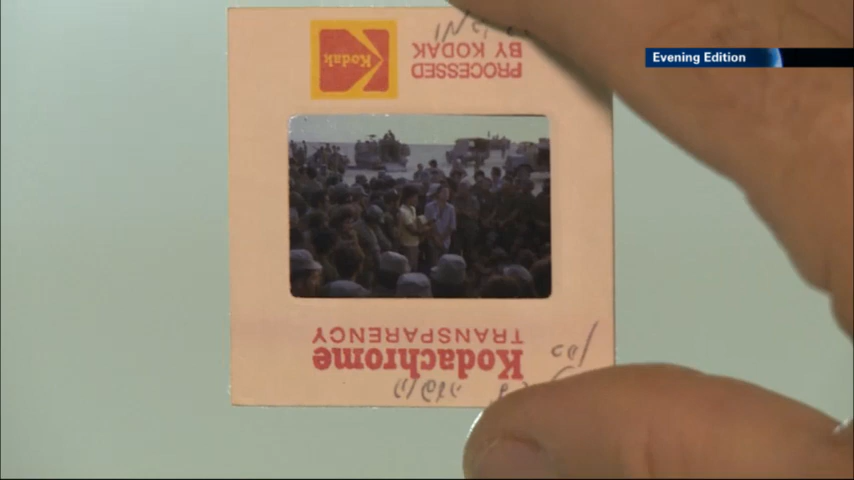 Evening Edition
Kodachrome
TRANSPARENCY
PROCESSED
BY KODAK
Kodak